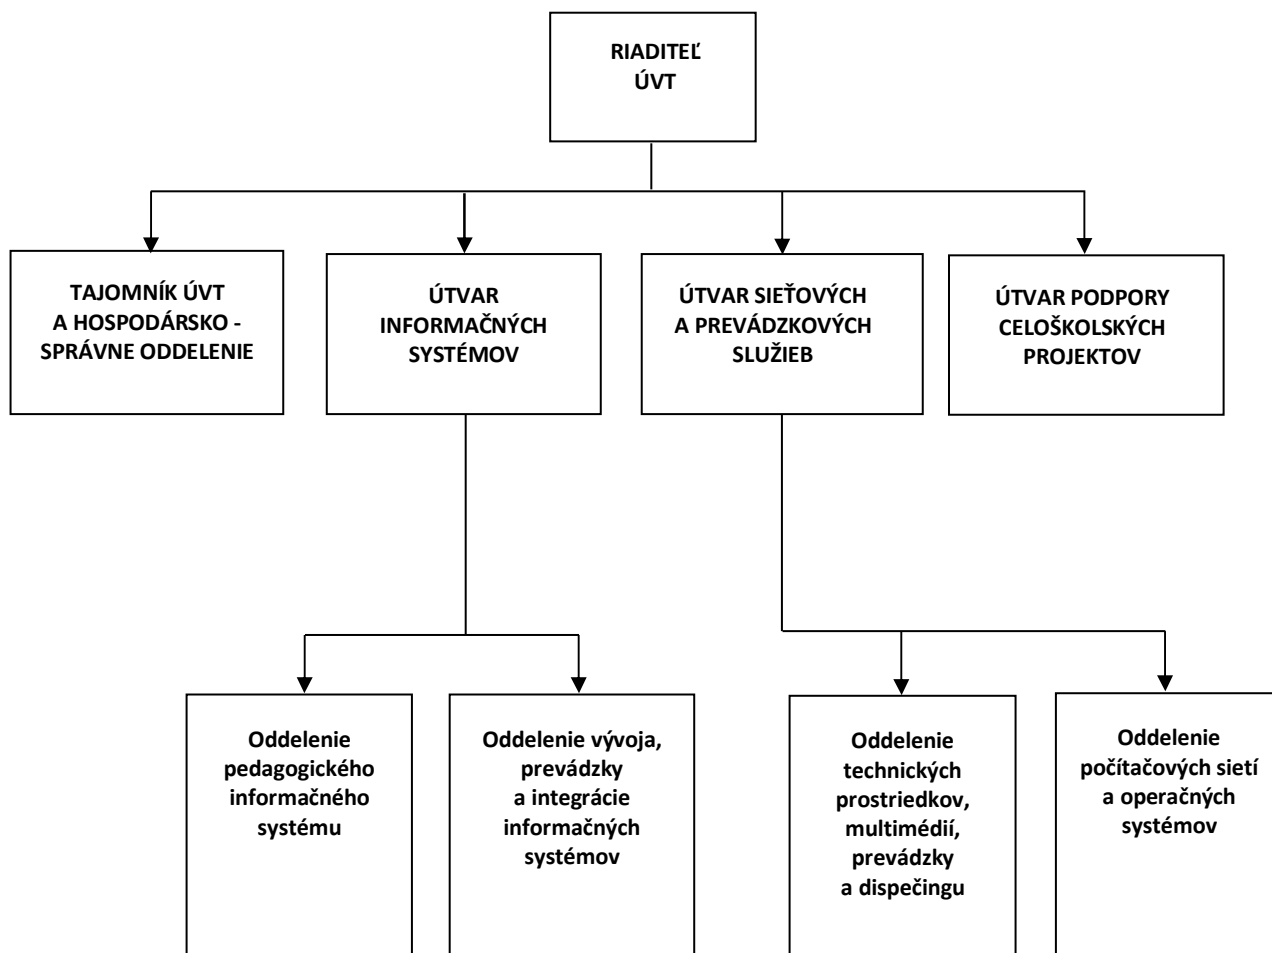 RIADITEĽ
ÚVT
TAJOMNÍK ÚVT
A HOSPODÁRSKO -
SPRÁVNE ODDELENIE
ÚTVAR
INFORMAČNÝCH
SYSTÉMOV
ÚTVAR SIEŤOVÝCH
A PREVÁDZKOVÝCH
SLUŽIEB
ÚTVAR PODPORY
CELOŠKOLSKÝCH
PROJEKTOV
Oddelenie
pedagogického
informačného
systému
Oddelenie vývoja,
prevádzky
a integrácie
informačných
systémov
Oddelenie
technických
prostriedkov,
multimédií,
prevádzky
a dispečingu
Oddelenie
počítačových sietí
a operačných
systémov